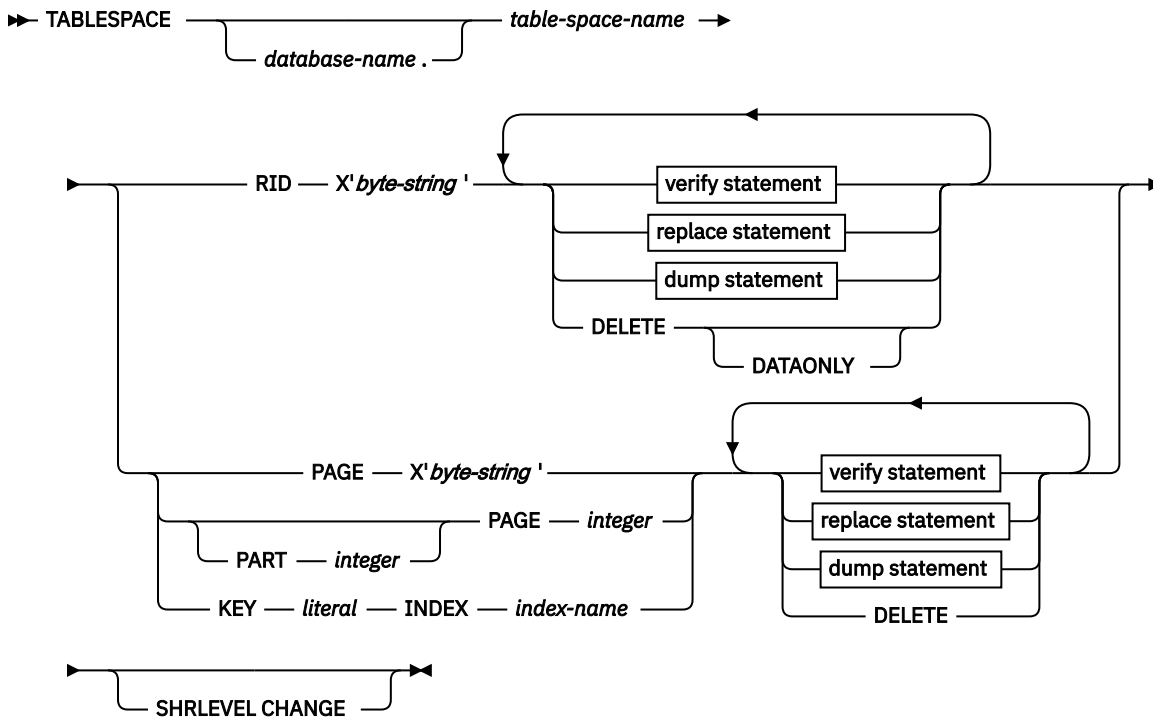 TABLESPACE table-space-name
database-name .
RID X'byte-string ' verify statement
replace statement
dump statement
DELETE
DATAONLY
PAGE X'byte-string ' verify statement
PAGE integer replace statement
PART integer dump statement
KEY literal INDEX index-name DELETE
SHRLEVEL CHANGE